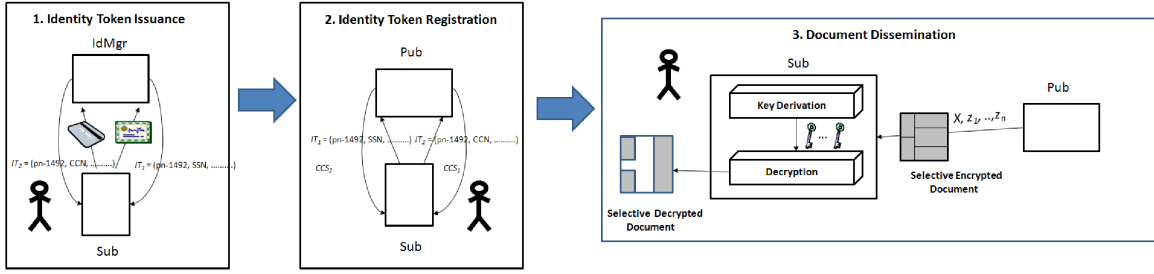 1. Identity Token Issuance
IdMgr
IT2 = (pn-1492, CCN, ..........)
IT1 = (pn-1492, SSN, ..........)
Sub
2. Identity Token Registration
Pub
IT1 = (pn-1492, SSN, ........)
IT2 = (pn-1492, CCN, ..........)
CCS2
CCS1
Sub
3. Document Dissemination
Sub
Key Derivation
...
Decryption
Pub
X, z1, ..,zn
Selective Encrypted
Document
Selective Decrypted
Document